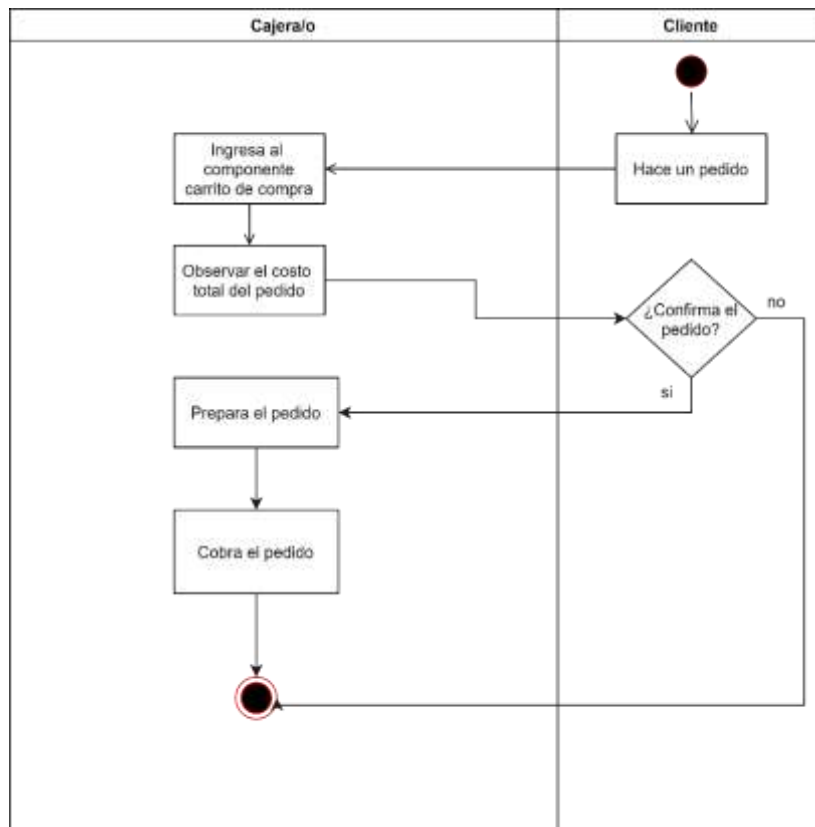 Cajera/o
Cliente
Ingresa al
componente
carrito de compra
Hace un pedido
Observar el costo
total del pedido
¿Confirma el
pedido?
no
si
Prepara el pedido
Cobra el pedido